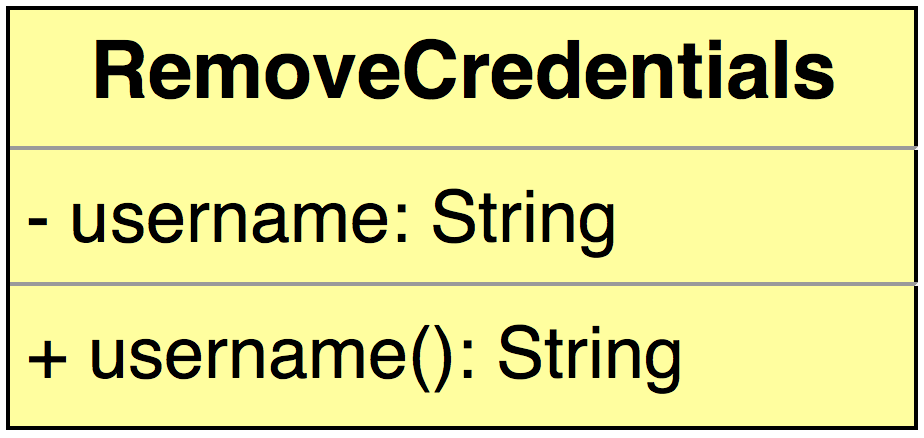 RemoveCredentials
- username: String
+ username(): String